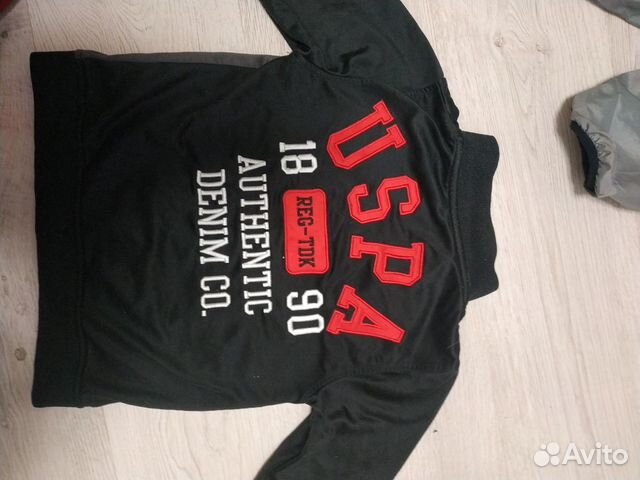 USPA
18 REG-TDK 90
AUTHENTIC
DENIM CO.
Avito